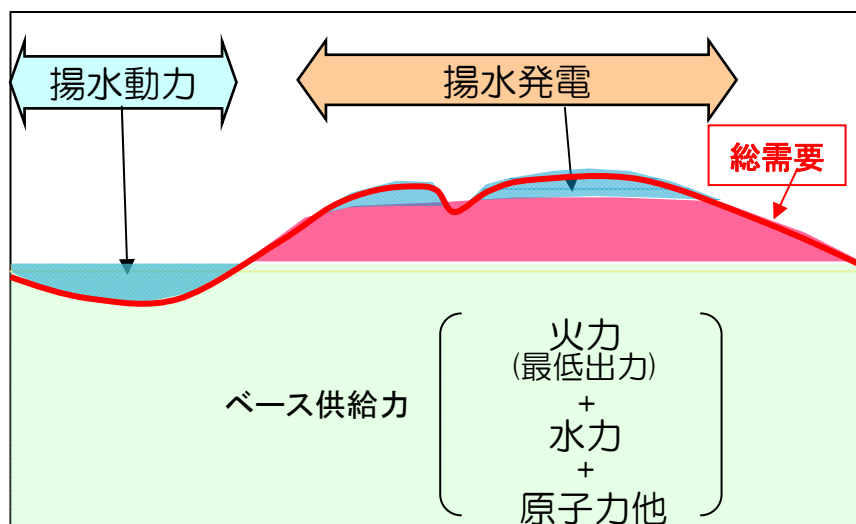 揚水動力
揚水発電
総需要
ベース供給力
火力
(最低出力)
+
水力
+
原子力他